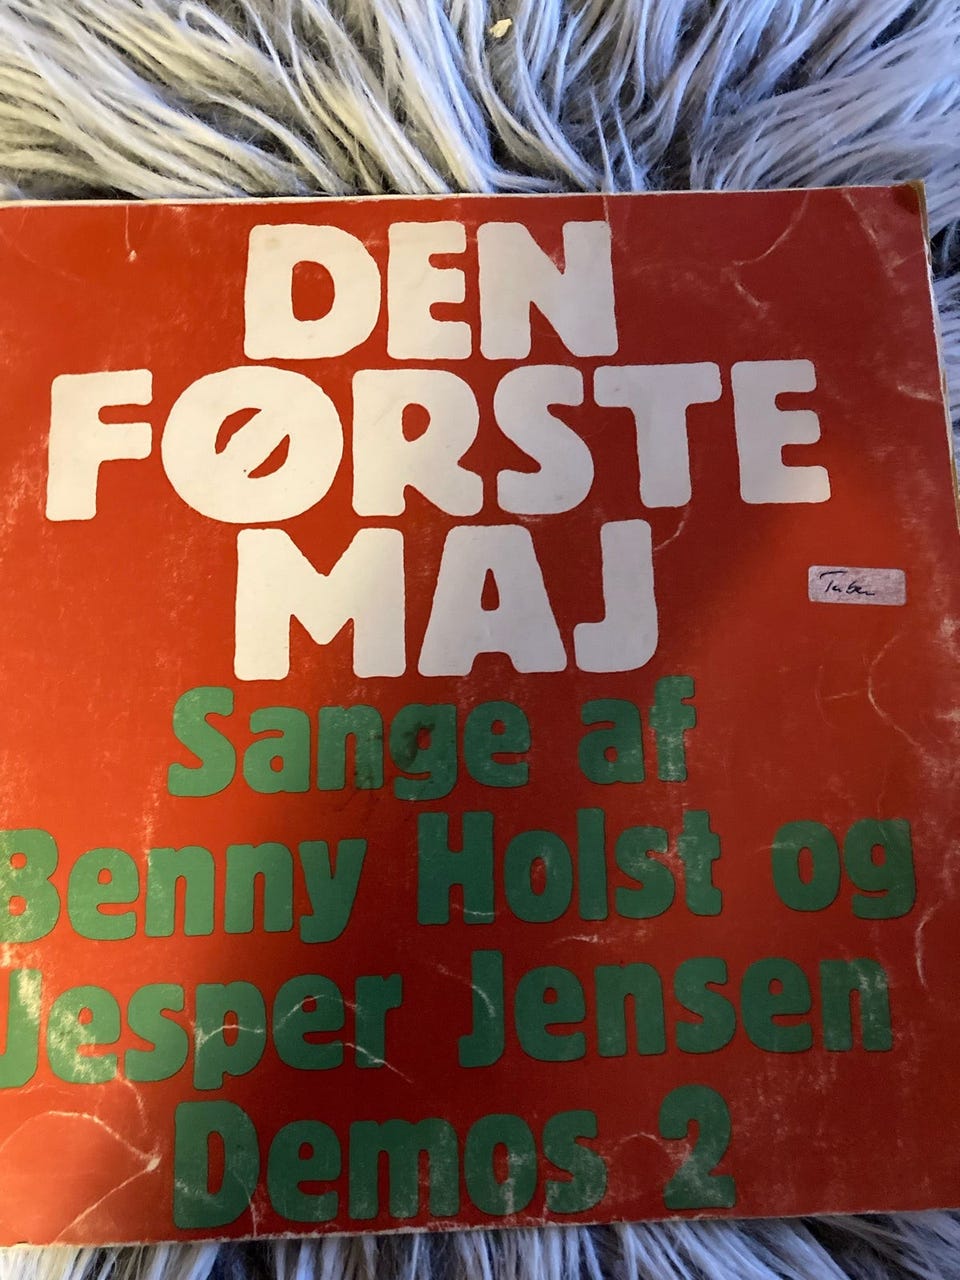 DEN
FØRSTE
MAJ
Sange af
Benny Holst og
Jesper Jensen
Demos 2